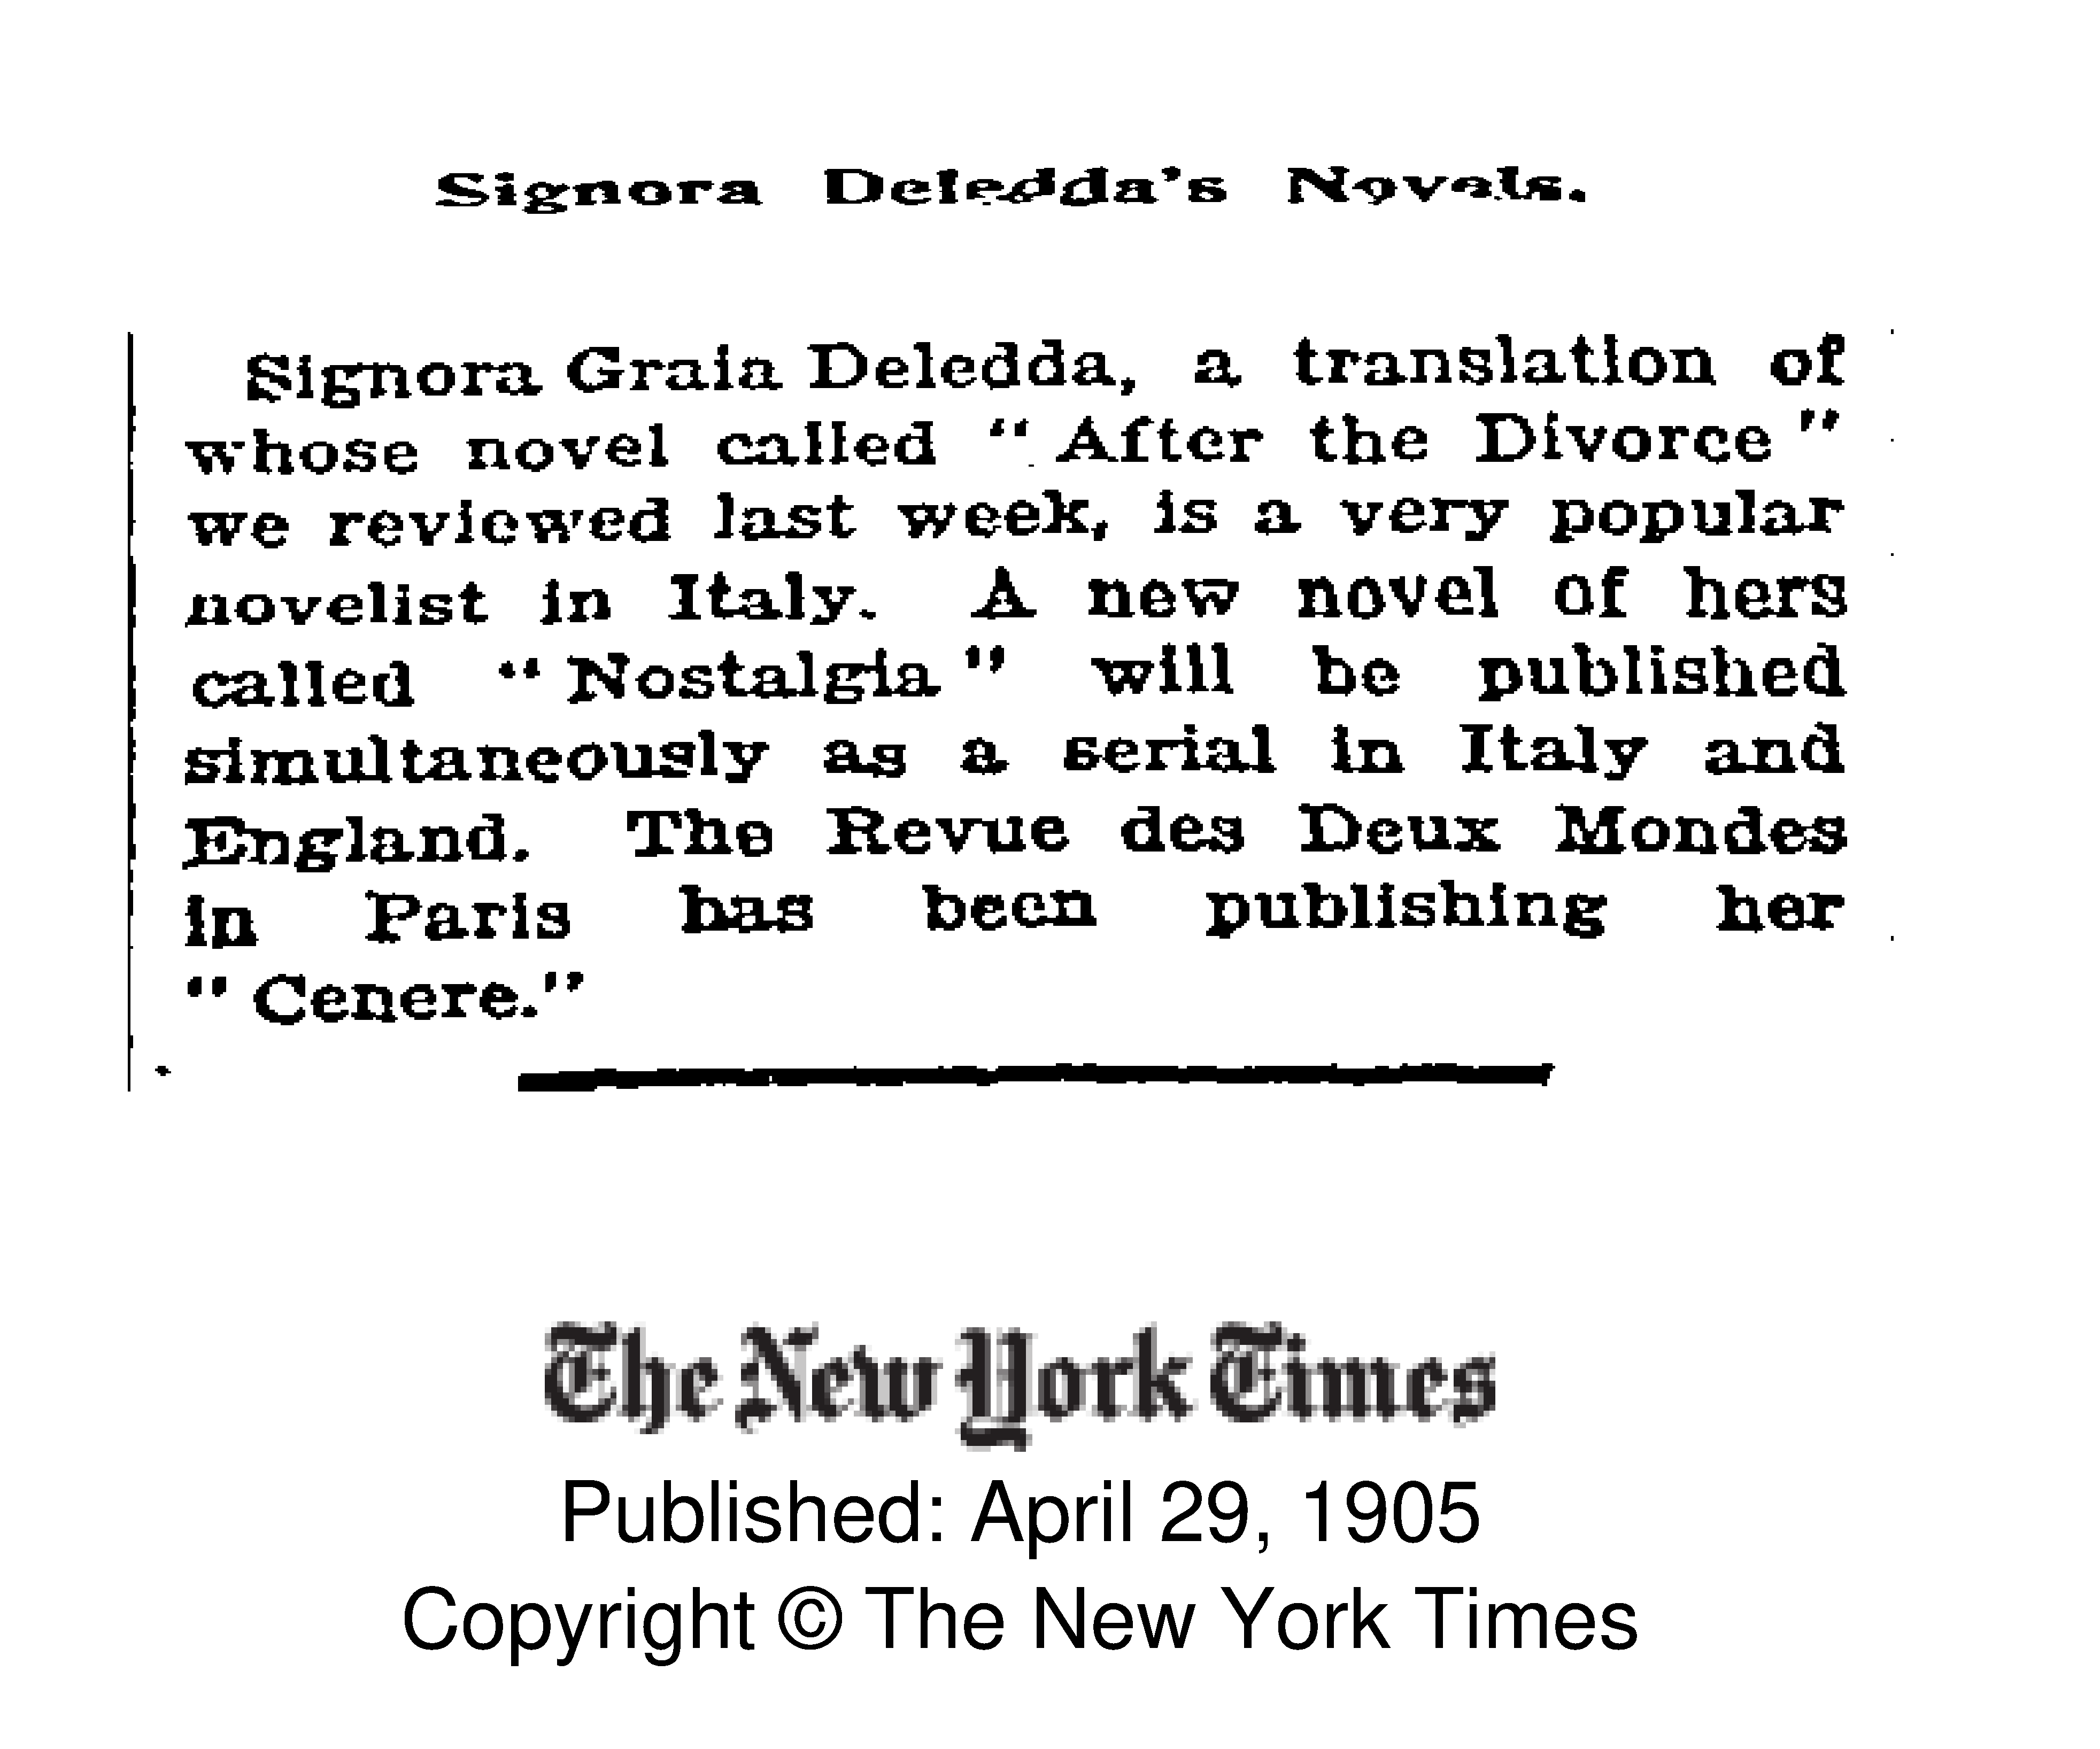 Signora Deledda's Novels.
Signora Graia Deledda, a translation of
whose novel called "After the Divorce"
we reviewed last week, is a very popular
novelist in Italy. A new novel of hers
called "Nostalgia" will be published
simultaneously as a serial in Italy and
England. The Revue des Deux Mondes
in Paris has been publishing her
"Cenere."
The New York Times
Published: April 29, 1905
Copyright © The New York Times